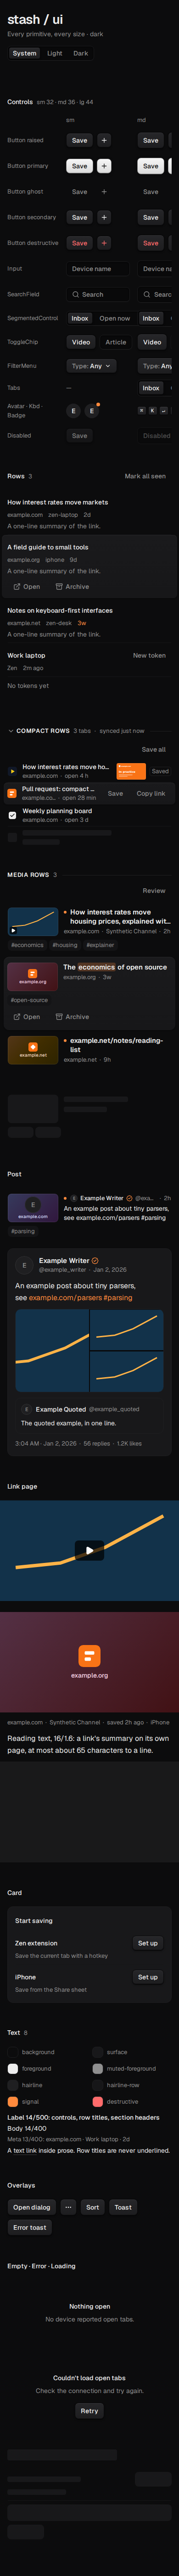 stash / ui
Every primitive, every size · dark
System Light Dark
Controls sm 32 · md 36 · lg 44
sm md
Button raised Save + Save
Button primary Save + Save
Button ghost Save + Save
Button secondary Save + Save
Button destructive Save + Save
Input Device name Device na
SearchField Search Searc
SegmentedControl Inbox Open now Inbox
ToggleChip Video Article Video
FilterMenu Type: Any Type: Any
Tabs — Inbox
Avatar · Kbd · Badge E E ⌘ K
Disabled Save Disabled
Rows 3 Mark all seen
How interest rates move markets
example.com zen-laptop 2d
A one-line summary of the link.
A field guide to small tools
example.org iphone 9d
A one-line summary of the link.
Open Archive
Notes on keyboard-first interfaces
example.net zen-desk 3w
A one-line summary of the link.
Work laptop New token
Zen 2m ago
No tokens yet
COMPACT ROWS 3 tabs · synced just now
Save all
How interest rates move ho... Saved
example.com · open 4 h
Pull request: compact ... Save Copy link
example.co... · open 28 min
Weekly planning board
example.com · open 3 d
MEDIA ROWS 3
Review
How interest rates move
housing prices, explained wit...
example.com · Synthetic Channel · 2h
#economics #housing #explainer
example.org
The economics of open source
example.org · 3w
#open-source
Open Archive
example.net
example.net/notes/reading-
list
example.net · 9h
Post
E
example.com
E Example Writer @exa... · 2h
An example post about tiny parsers,
see example.com/parsers #parsing
#parsing
E
Example Writer
@example_writer · Jan 2, 2026
An example post about tiny parsers,
see example.com/parsers #parsing
E Example Quoted @example_quoted
The quoted example, in one line.
3:04 AM · Jan 2, 2026 · 56 replies · 1.2K likes
Link page
example.org
example.com · Synthetic Channel · saved 2h ago · iPhone
Reading text, 16/1.6: a link's summary on its own
page, at most about 65 characters to a line.
Card
Start saving
Zen extension Set up
Save the current tab with a hotkey
iPhone Set up
Save from the Share sheet
Text 8
background surface
foreground muted-foreground
hairline hairline-row
signal destructive
Label 14/500: controls, row titles, section headers
Body 14/400
Meta 13/400: example.com · Work laptop · 2d
A text link inside prose. Row titles are never underlined.
Overlays
Open dialog ... Sort Toast
Error toast
Empty · Error · Loading
Nothing open
No device reported open tabs.
Couldn't load open tabs
Check the connection and try again.
Retry